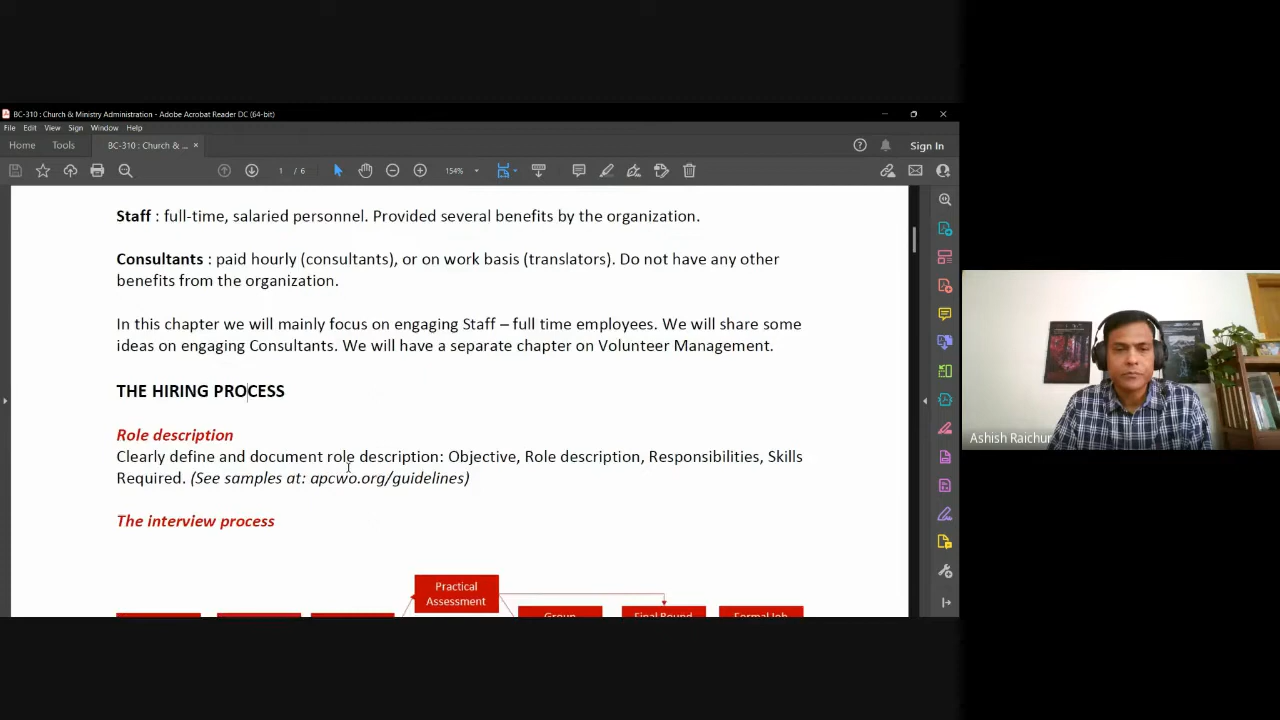 BC-310 : Church & Ministry Administration - Adobe Acrobat Reader DC (64-bit)
File Edit View Sign Window Help
Home Tools BC-310 : Church & ... × Sign In
1 / 6 154%
Staff : full-time, salaried personnel. Provided several benefits by the organization.
Consultants : paid hourly (consultants), or on work basis (translators). Do not have any other
benefits from the organization.
In this chapter we will mainly focus on engaging Staff – full time employees. We will share some
ideas on engaging Consultants. We will have a separate chapter on Volunteer Management.
THE HIRING PROCESS
Role description
Clearly define and document role description: Objective, Role description, Responsibilities, Skills
Required. (See samples at: apcwo.org/guidelines)
The interview process
Practical
Assessment
Group
Final Round
Formal Job
Ashish Raichur